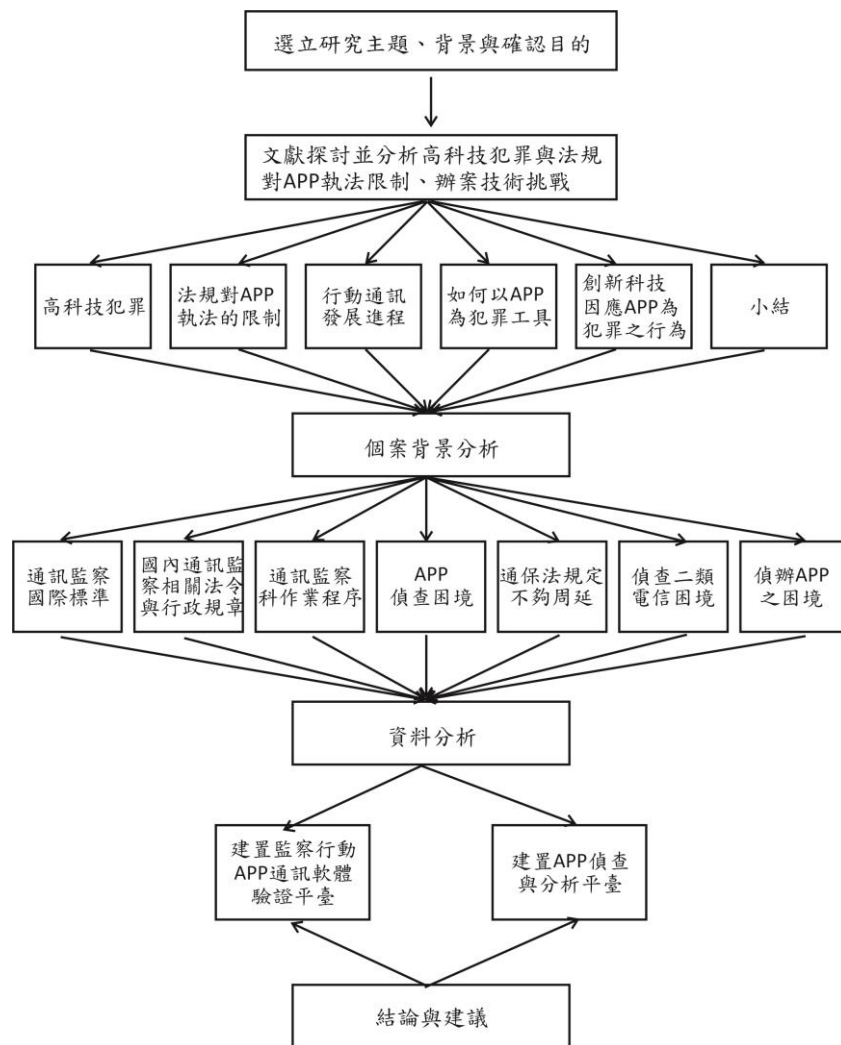 選立研究主題、背景與確認目的
文獻探討並分析高科技犯罪與法規
對APP執法限制、辦案技術挑戰
高科技犯罪
法規對APP
執法的限制
行動通訊
發展進程
如何以APP
為犯罪工具
創新科技
因應APP為
犯罪之行為
小結
個案背景分析
通訊監察
國際標準
國內通訊監
察相關法令
與行政規章
通訊監察
科作業程序
APP
偵查困境
通保法規定
不夠周延
偵查二類
電信困境
偵辦APP
之困境
資料分析
建置監察行動
APP通訊軟體
驗證平臺
建置APP偵查
與分析平臺
結論與建議